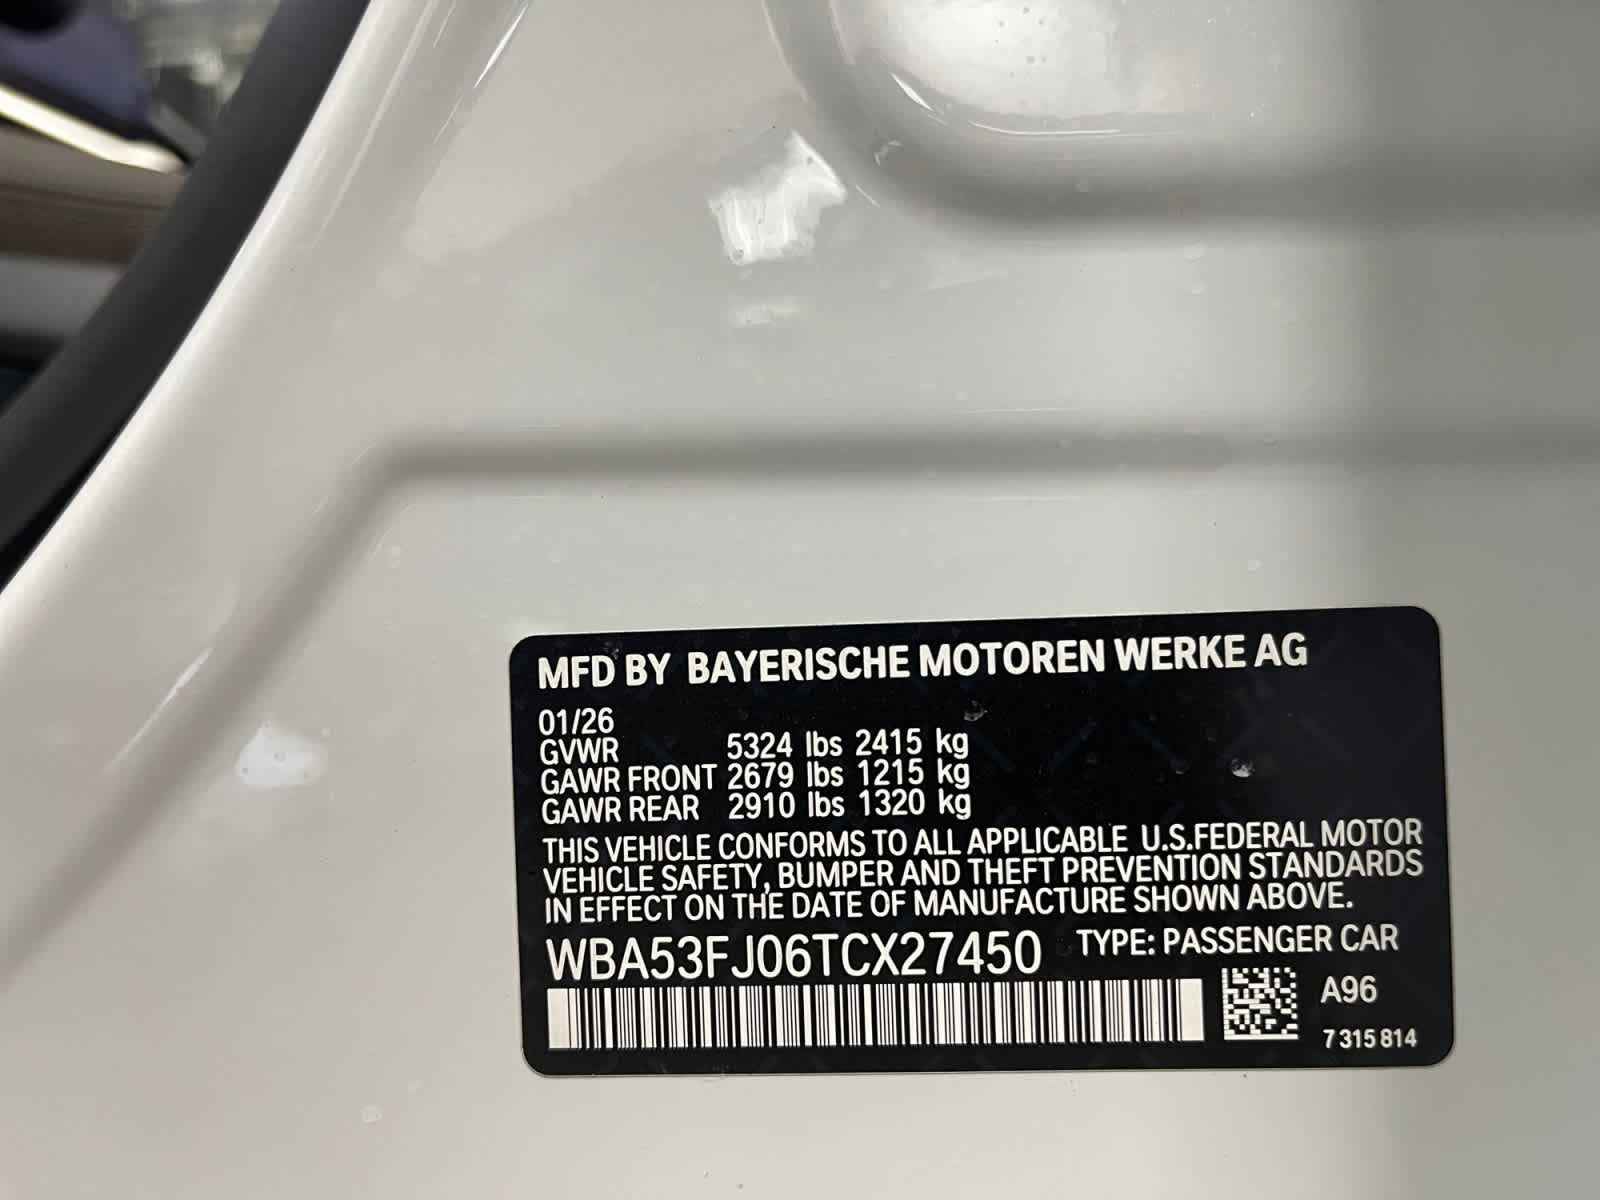 MFD BY BAYERISCHE MOTOREN WERKE AG
01/26
GVWR 5324 lbs 2415 kg
GAWR FRONT 2679 lbs 1215 kg
GAWR REAR 2910 lbs 1320 kg
THIS VEHICLE CONFORMS TO ALL APPLICABLE U.S.FEDERAL MOTOR
VEHICLE SAFETY, BUMPER AND THEFT PREVENTION STANDARDS
IN EFFECT ON THE DATE OF MANUFACTURE SHOWN ABOVE.
WBA53FJ06TCX27450 TYPE: PASSENGER CAR
A96
7 315 814